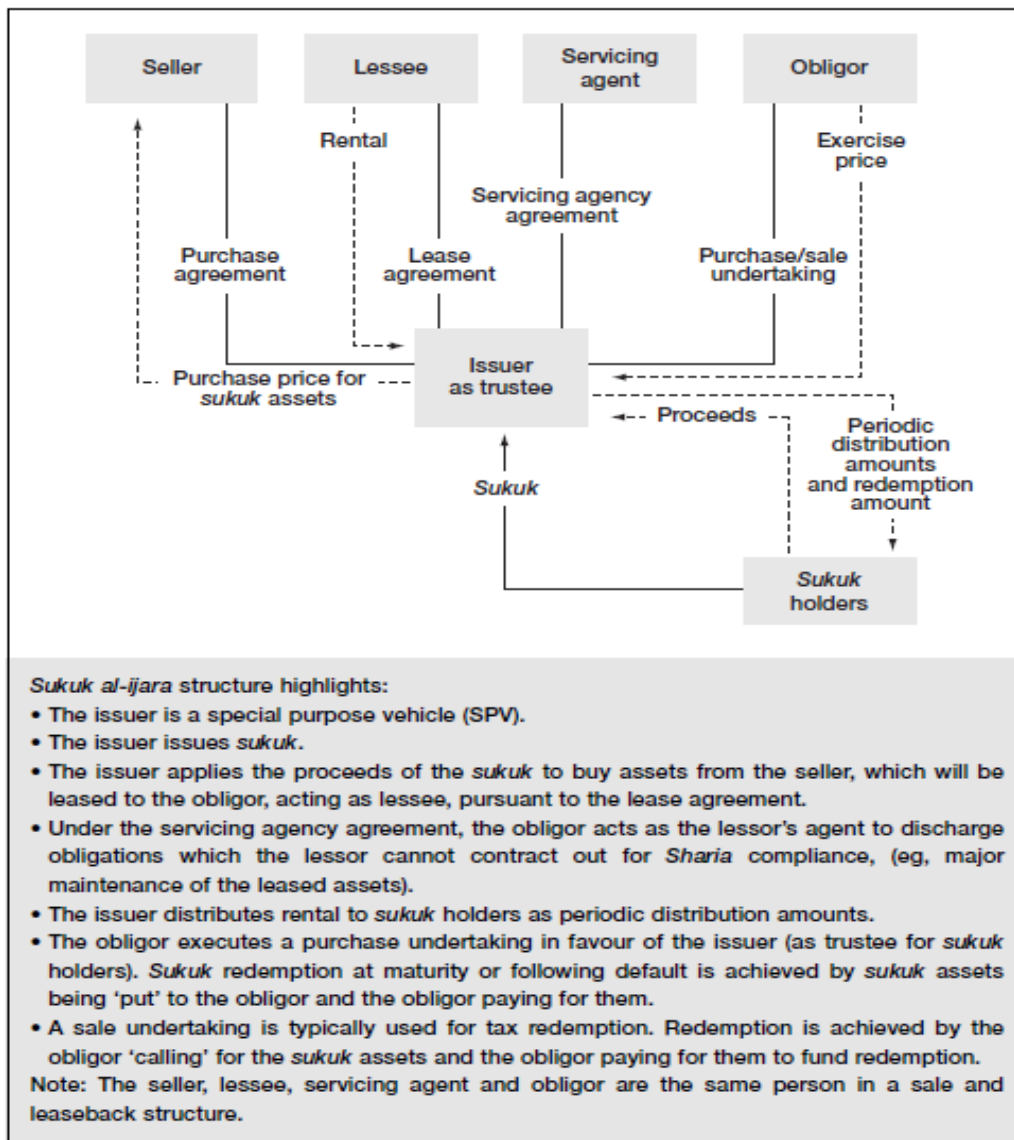 Seller
Lessee
Servicing
agent
Obligor
Rental
Exercise
price
Servicing agency
agreement
Purchase
agreement
Lease
agreement
Purchase/sale
undertaking
Issuer
as trustee
Purchase price for
sukuk assets
Proceeds
Periodic
distribution
amounts
and redemption
amount
Sukuk
Sukuk
holders
Sukuk al-ijara structure highlights:
• The issuer is a special purpose vehicle (SPV).
• The issuer issues sukuk.
• The issuer applies the proceeds of the sukuk to buy assets from the seller, which will be
leased to the obligor, acting as lessee, pursuant to the lease agreement.
• Under the servicing agency agreement, the obligor acts as the lessor's agent to discharge
obligations which the lessor cannot contract out for Sharia compliance, (eg, major
maintenance of the leased assets).
• The issuer distributes rental to sukuk holders as periodic distribution amounts.
• The obligor executes a purchase undertaking in favour of the issuer (as trustee for sukuk
holders). Sukuk redemption at maturity or following default is achieved by sukuk assets
being 'put' to the obligor and the obligor paying for them.
• A sale undertaking is typically used for tax redemption. Redemption is achieved by the
obligor 'calling' for the sukuk assets and the obligor paying for them to fund redemption.
Note: The seller, lessee, servicing agent and obligor are the same person in a sale and
leaseback structure.